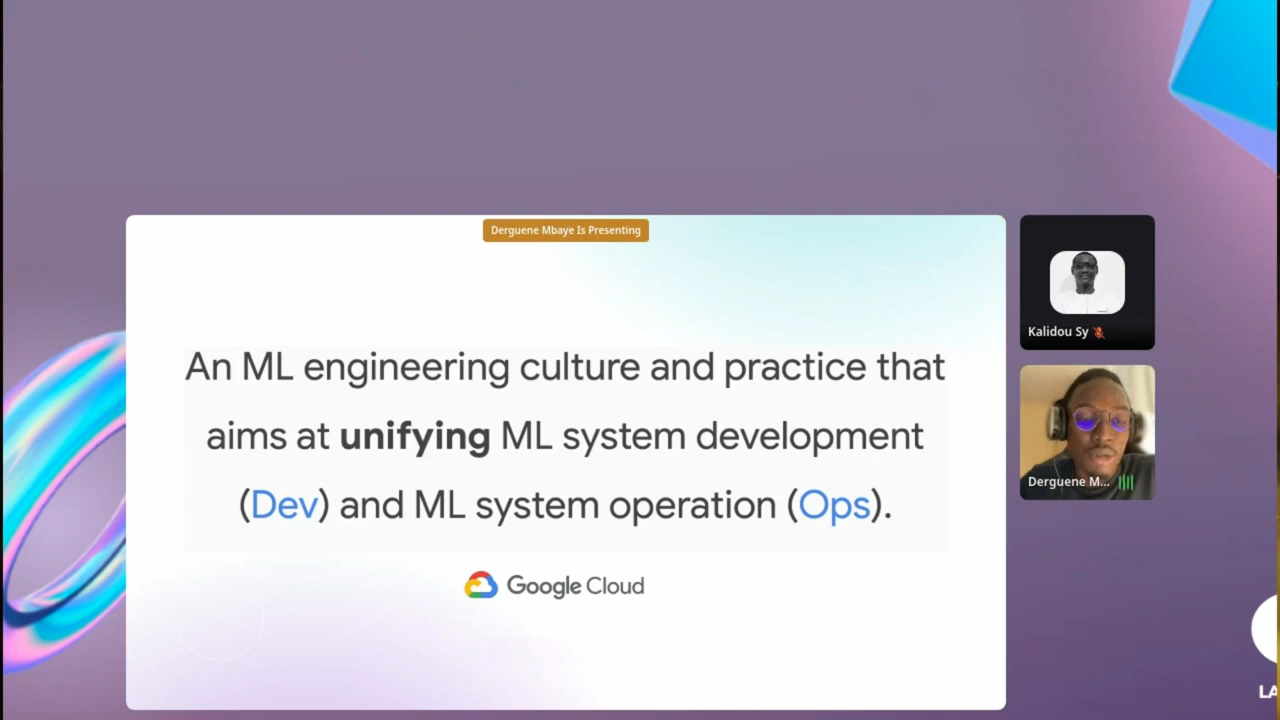 Derguene Mbaye Is Presenting
An ML engineering culture and practice that
aims at unifying ML system development
(Dev) and ML system operation (Ops).
Google Cloud
Kalidou Sy
Derguene M...
LA